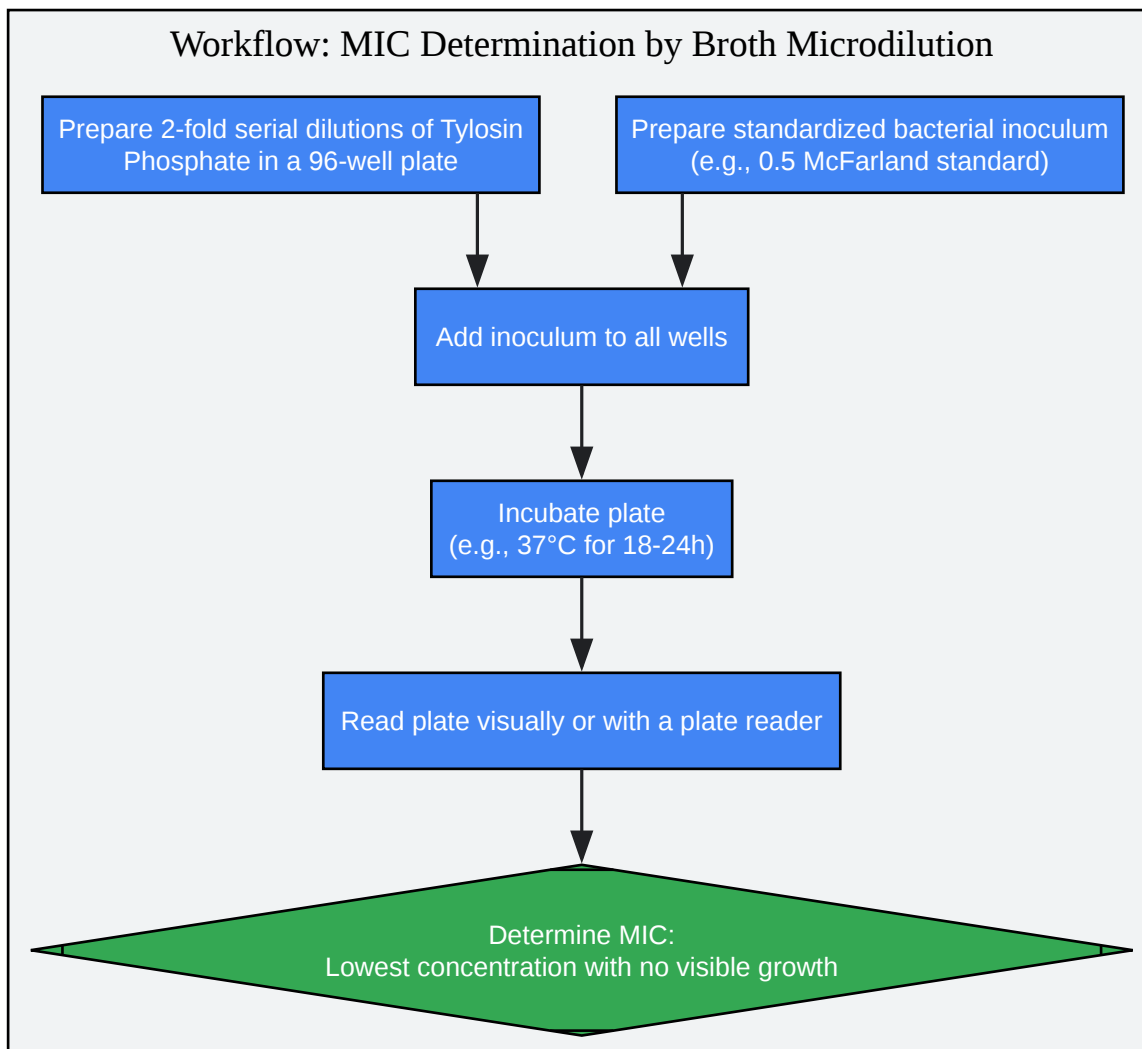 Workflow: MIC Determination by Broth Microdilution
Prepare 2-fold serial dilutions of Tylosin
Phosphate in a 96-well plate
Prepare standardized bacterial inoculum
(e.g., 0.5 McFarland standard)
Add inoculum to all wells
Incubate plate
(e.g., 37°C for 18-24h)
Read plate visually or with a plate reader
Determine MIC:
Lowest concentration with no visible growth